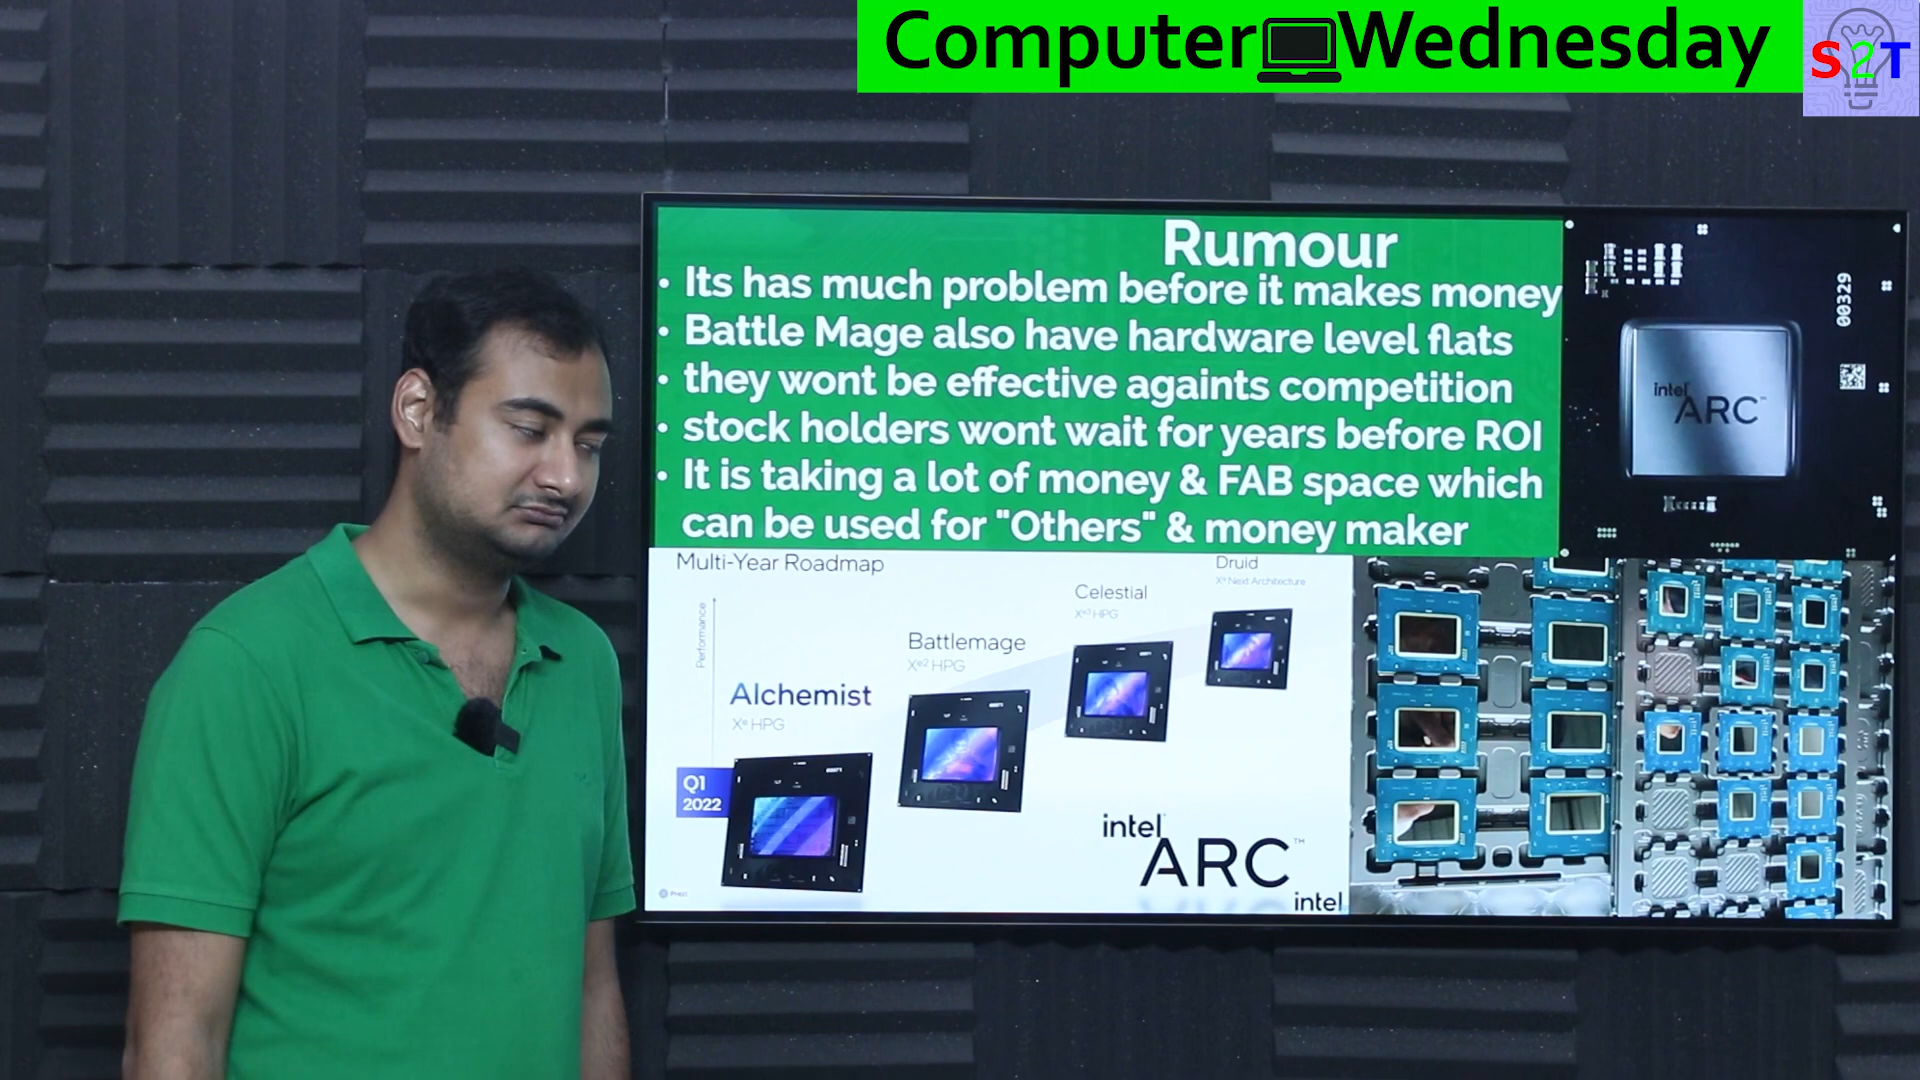 Computer Wednesday
S2T
Rumour
• Its has much problem before it makes money
• Battle Mage also have hardware level flats
• they wont be effective againts competition
• stock holders wont wait for years before ROI
• It is taking a lot of money & FAB space which
can be used for "Others" & money maker
00329
intel
ARC™
Multi-Year Roadmap
Performance
Druid
Xe Next Architecture
Celestial
Xe3 HPG
Battlemage
Xe2 HPG
Alchemist
Xe HPG
Q1
2022
intel
ARC™
intel
Prezi